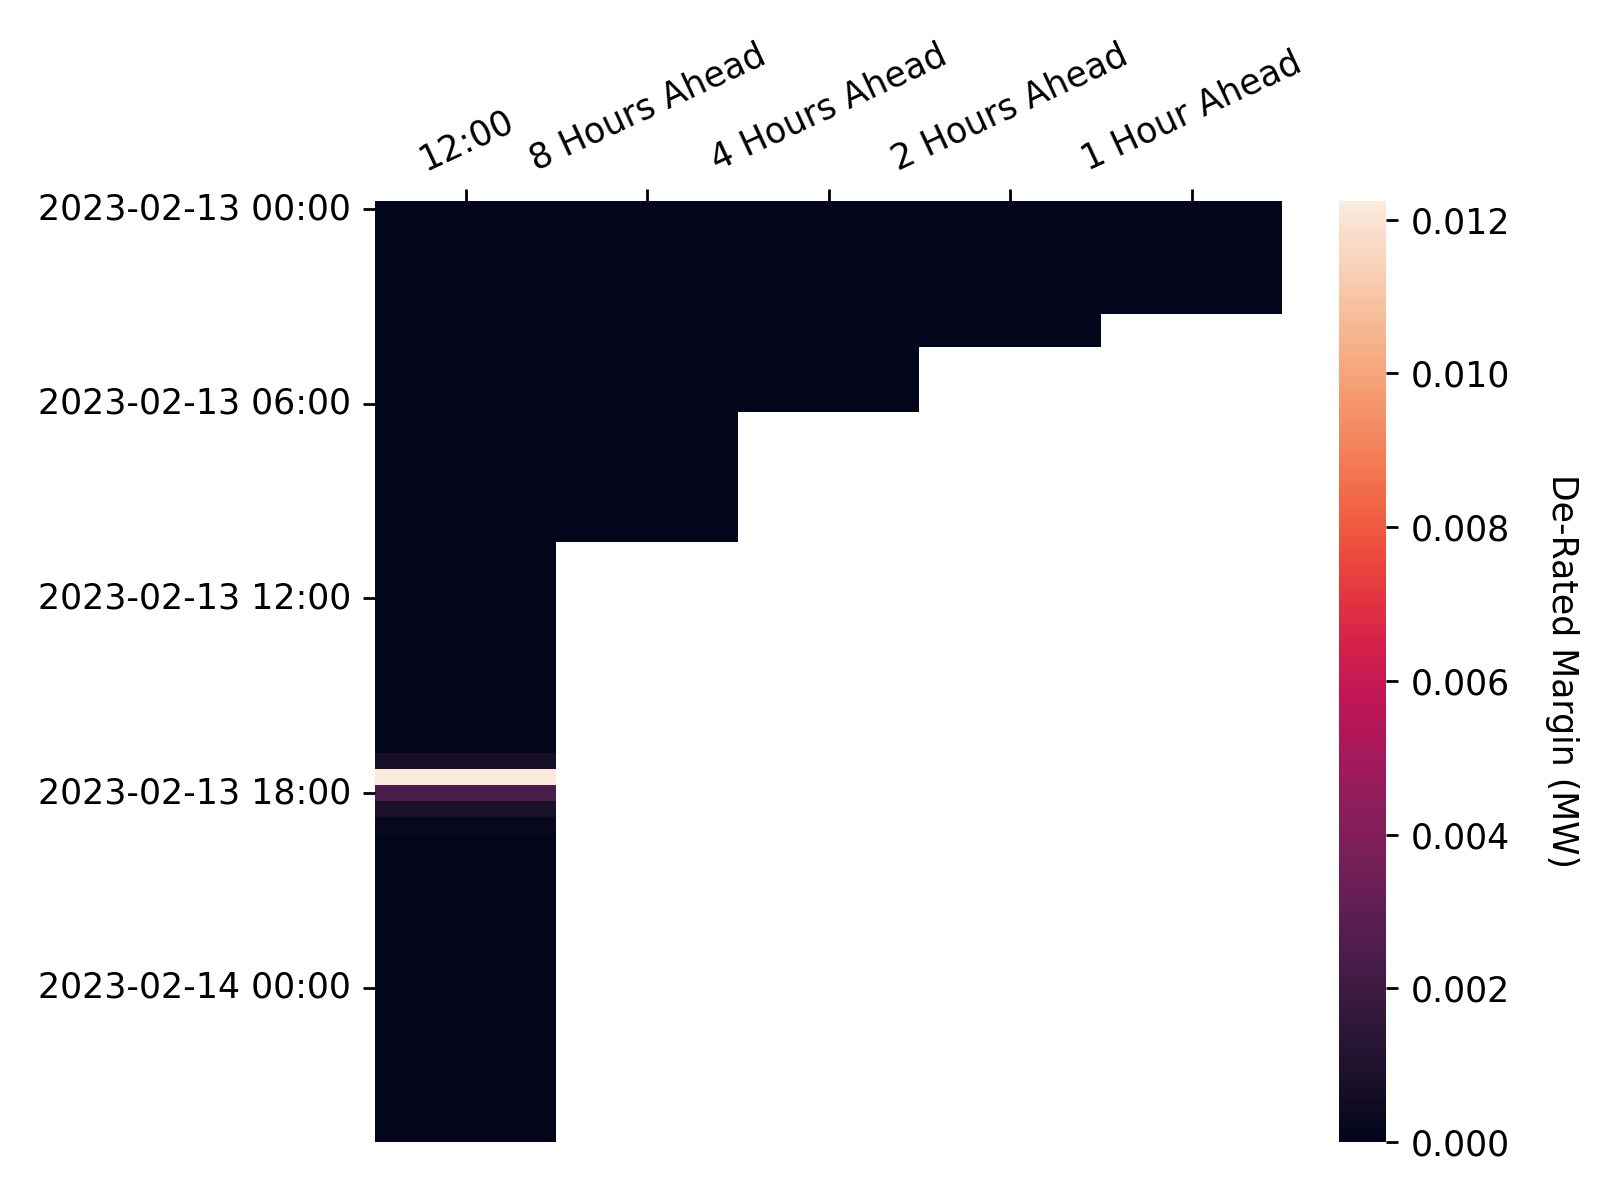 12:00
8 Hours Ahead
4 Hours Ahead
2 Hours Ahead
1 Hour Ahead
2023-02-13 00:00
2023-02-13 06:00
2023-02-13 12:00
2023-02-13 18:00
2023-02-14 00:00
0.012
0.010
0.008
0.006
0.004
0.002
0.000
De-Rated Margin (MW)